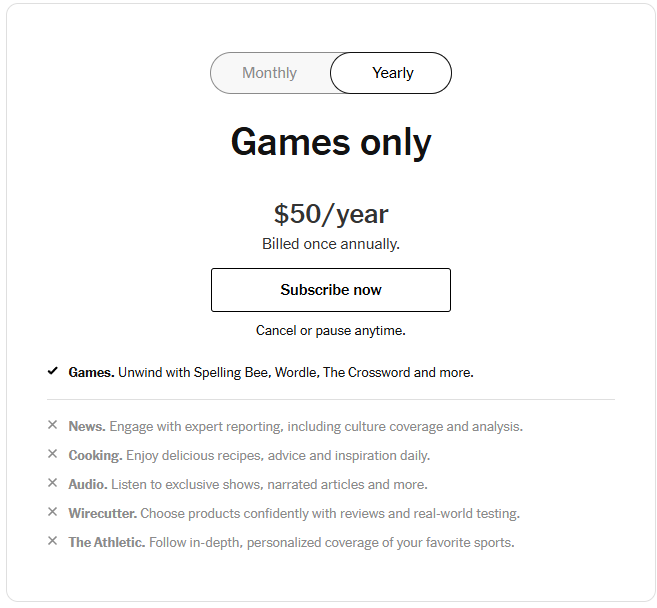 Monthly Yearly
Games only
$50/year
Billed once annually.
Subscribe now
Cancel or pause anytime.
Games. Unwind with Spelling Bee, Wordle, The Crossword and more.
News. Engage with expert reporting, including culture coverage and analysis.
Cooking. Enjoy delicious recipes, advice and inspiration daily.
Audio. Listen to exclusive shows, narrated articles and more.
Wirecutter. Choose products confidently with reviews and real-world testing.
The Athletic. Follow in-depth, personalized coverage of your favorite sports.